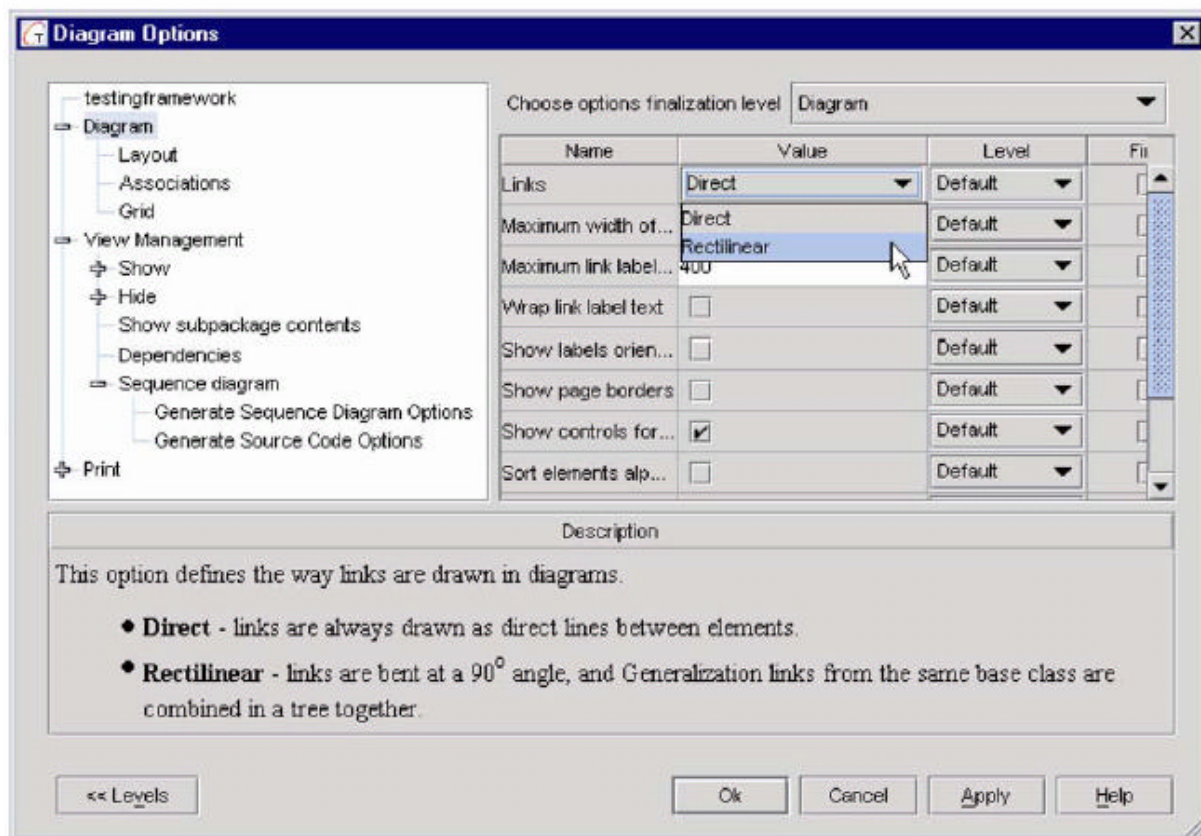 Diagram Options
testingframework
Diagram
Layout
Associations
Grid
View Management
Show
Hide
Show subpackage contents
Dependencies
Sequence diagram
Generate Sequence Diagram Options
Generate Source Code Options
Print
Choose options finalization level Diagram
Name Value Level Fi
Links Direct Default
Direct
Rectilinear
Maximum width of... Default
Maximum link label... 400 Default
Wrap link label text Default
Show labels orien... Default
Show page borders Default
Show controls for... Default
Sort elements alp... Default
Description
This option defines the way links are drawn in diagrams.
• Direct - links are always drawn as direct lines between elements.
• Rectilinear - links are bent at a 90° angle, and Generalization links from the same base class are
combined in a tree together.
<< Levels Ok Cancel Apply Help